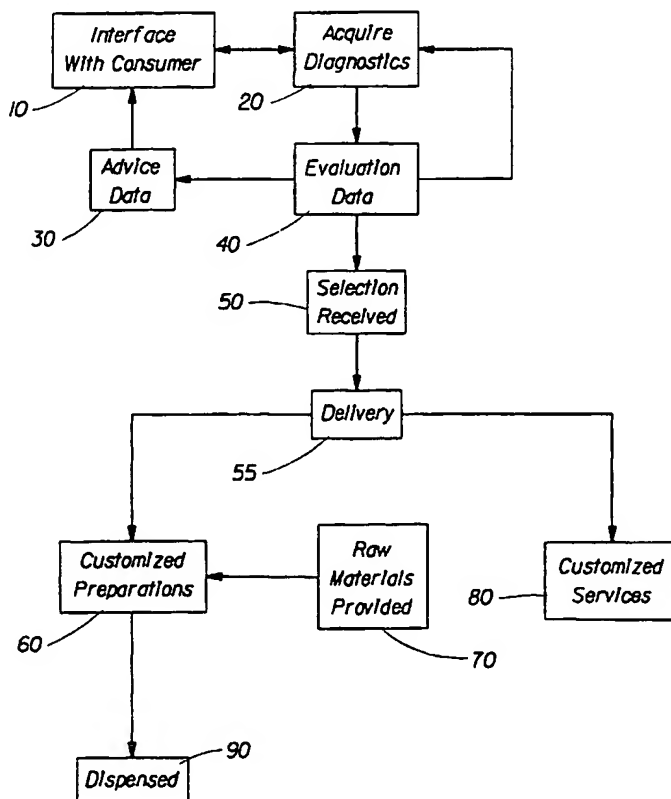 Interface
With Consumer
10
Acquire
Diagnostics
20
Advice
Data
30
Evaluation
Data
40
50
Selection
Received
Delivery
55
Customized
Preparations
60
Raw
Materials
Provided
70
80
Customized
Services
90
Dispensed